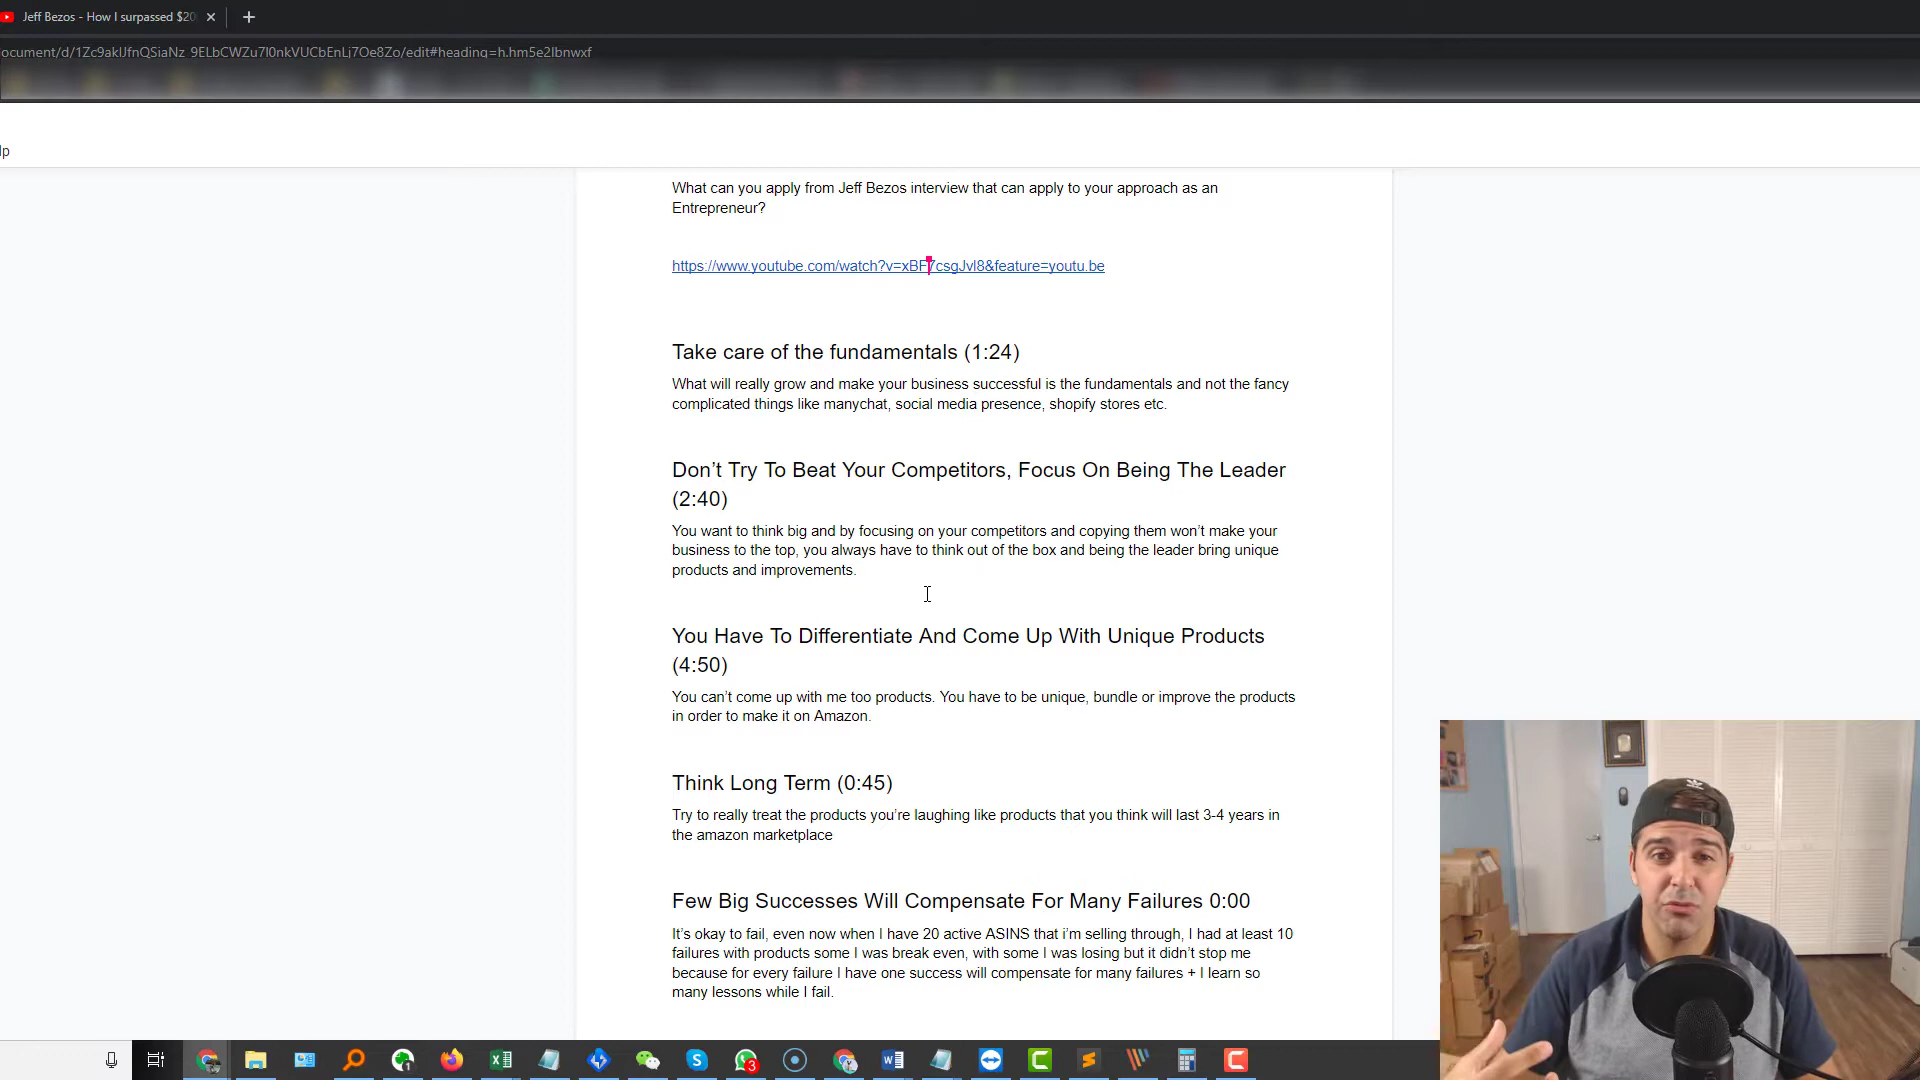 Jeff Bezos - How I surpassed $20
ocument/d/1Zc9aklJfnQSiaNz_9ELbCWZu7I0nkVUCbEnLj7Oe8Zo/edit#heading=h.hm5e2lbnwxf
lp
What can you apply from Jeff Bezos interview that can apply to your approach as an
Entrepreneur?
https://www.youtube.com/watch?v=xBF7csgJvl8&feature=youtu.be
Take care of the fundamentals (1:24)
What will really grow and make your business successful is the fundamentals and not the fancy
complicated things like manychat, social media presence, shopify stores etc.
Don’t Try To Beat Your Competitors, Focus On Being The Leader
(2:40)
You want to think big and by focusing on your competitors and copying them won’t make your
business to the top, you always have to think out of the box and being the leader bring unique
products and improvements.
You Have To Differentiate And Come Up With Unique Products
(4:50)
You can’t come up with me too products. You have to be unique, bundle or improve the products
in order to make it on Amazon.
Think Long Term (0:45)
Try to really treat the products you’re laughing like products that you think will last 3-4 years in
the amazon marketplace
Few Big Successes Will Compensate For Many Failures 0:00
It’s okay to fail, even now when I have 20 active ASINS that i’m selling through, I had at least 10
failures with products some I was break even, with some I was losing but it didn’t stop me
because for every failure I have one success will compensate for many failures + I learn so
many lessons while I fail.
1
3